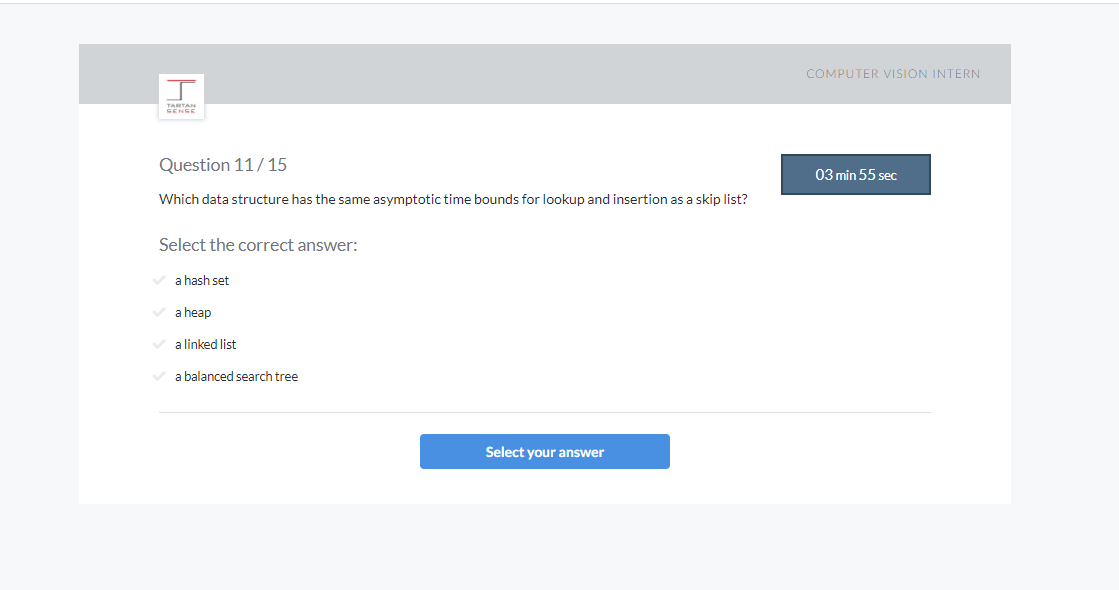 COMPUTER VISION INTERN
TARTAN
SENSE
Question 11 / 15
03 min 55 sec
Which data structure has the same asymptotic time bounds for lookup and insertion as a skip list?
Select the correct answer:
a hash set
a heap
a linked list
a balanced search tree
Select your answer